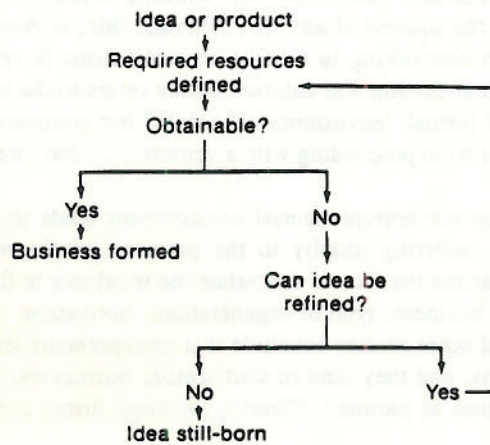 Idea or product
Required resources
defined
Obtainable?
Yes
No
Business formed
Can idea be
refined?
No
Yes
Idea still-born